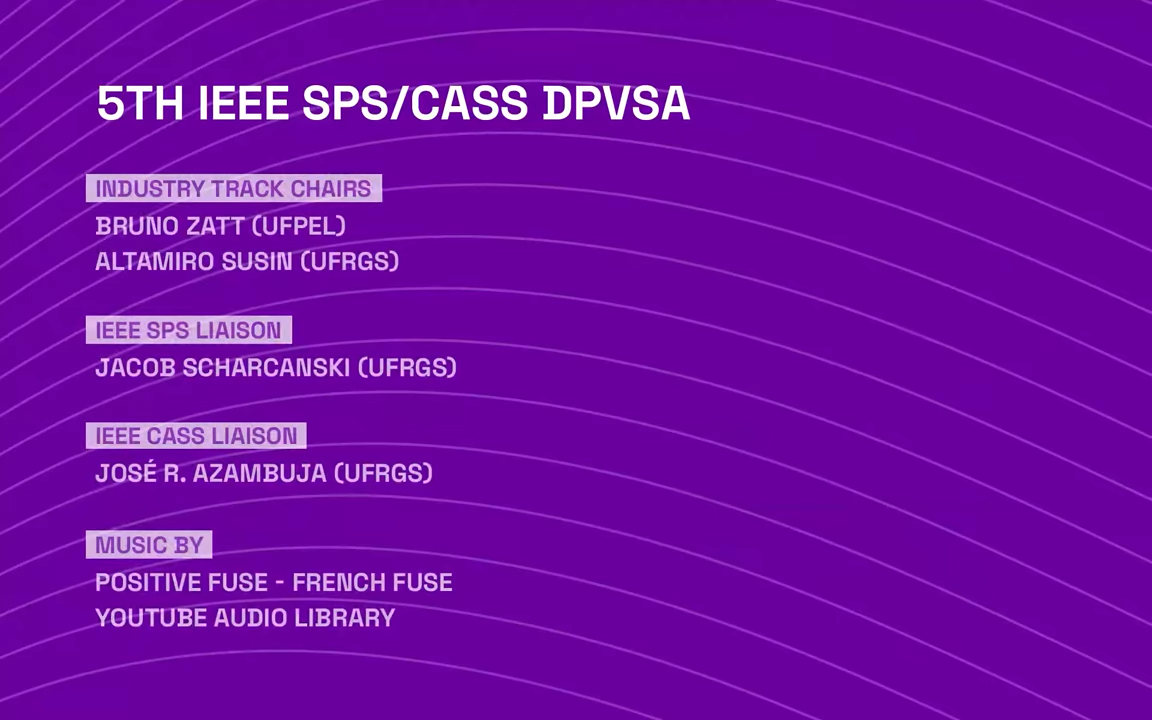 5TH IEEE SPS/CASS DPVSA
INDUSTRY TRACK CHAIRS
BRUNO ZATT (UFPEL)
ALTAMIRO SUSIN (UFRGS)
IEEE SPS LIAISON
JACOB SCHARCANSKI (UFRGS)
IEEE CASS LIAISON
JOSÉ R. AZAMBUJA (UFRGS)
MUSIC BY
POSITIVE FUSE - FRENCH FUSE
YOUTUBE AUDIO LIBRARY